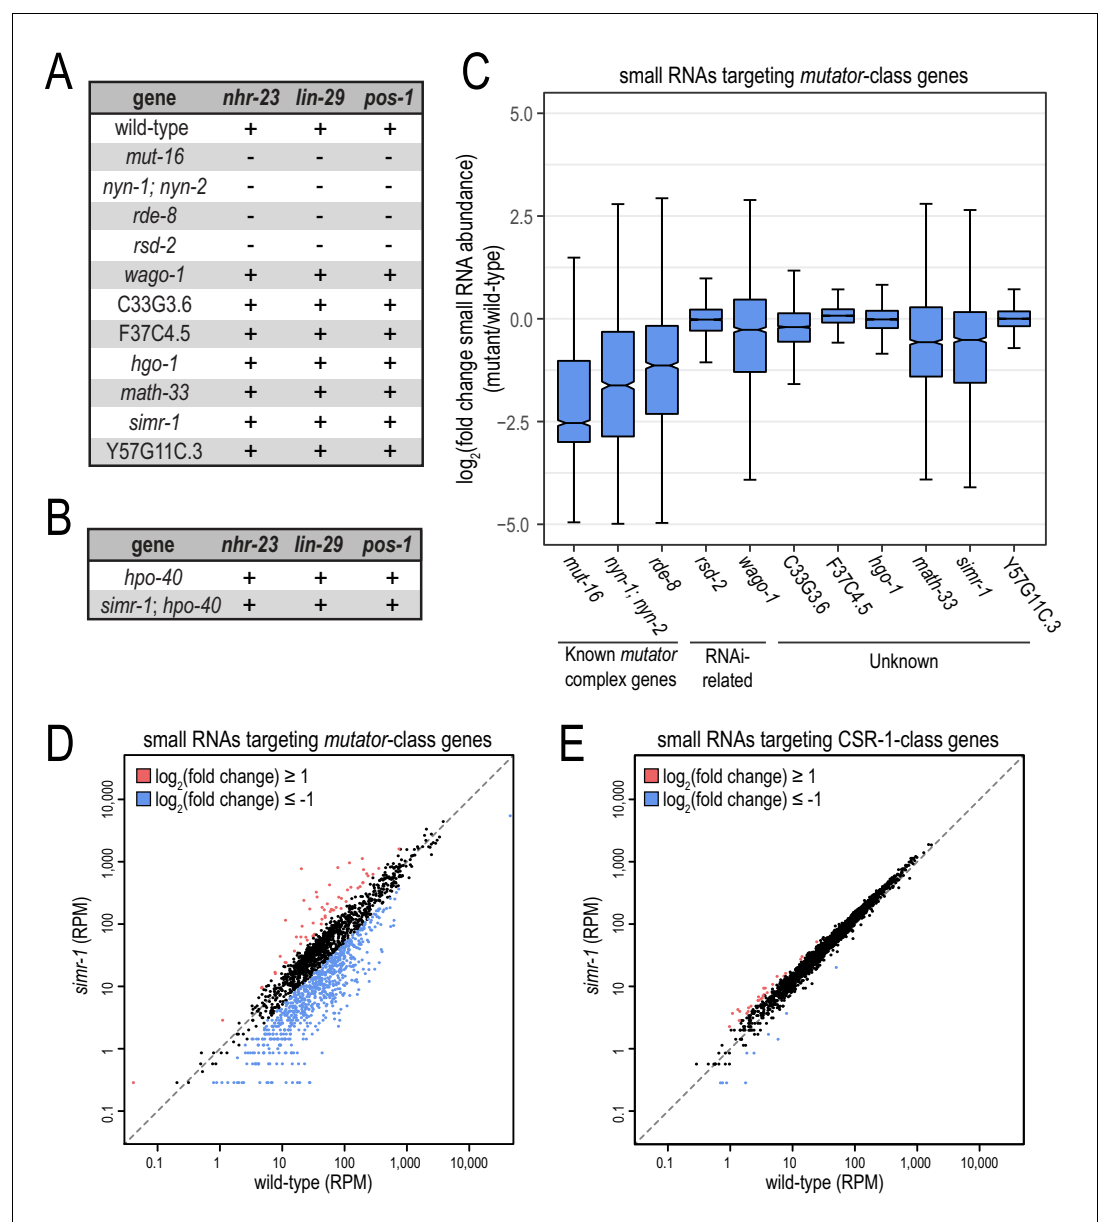 A
gene nhr-23 lin-29 pos-1
wild-type + + +
mut-16 - - -
nyn-1; nyn-2 - - -
rde-8 - - -
rsd-2 - - -
wago-1 + + +
C33G3.6 + + +
F37C4.5 + + +
hgo-1 + + +
math-33 + + +
simr-1 + + +
Y57G11C.3 + + +
B
gene nhr-23 lin-29 pos-1
hpo-40 + + +
simr-1; hpo-40 + + +
C
small RNAs targeting mutator-class genes
log2(fold change small RNA abundance)
(mutant/wild-type)
5.0
2.5
0.0
−2.5
−5.0
mut-16
nyn-1; nyn-2
rde-8
rsd-2
wago-1
C33G3.6
F37C4.5
hgo-1
math-33
simr-1
Y57G11C.3
Known mutator
complex genes
RNAi-
related
Unknown
D
small RNAs targeting mutator-class genes
log2(fold change) ≥ 1
log2(fold change) ≤ -1
simr-1 (RPM)
10,000
1,000
100
10
1
0.1
0.1 1 10 100 1,000 10,000
wild-type (RPM)
E
small RNAs targeting CSR-1-class genes
log2(fold change) ≥ 1
log2(fold change) ≤ -1
simr-1 (RPM)
10,000
1,000
100
10
1
0.1
0.1 1 10 100 1,000 10,000
wild-type (RPM)